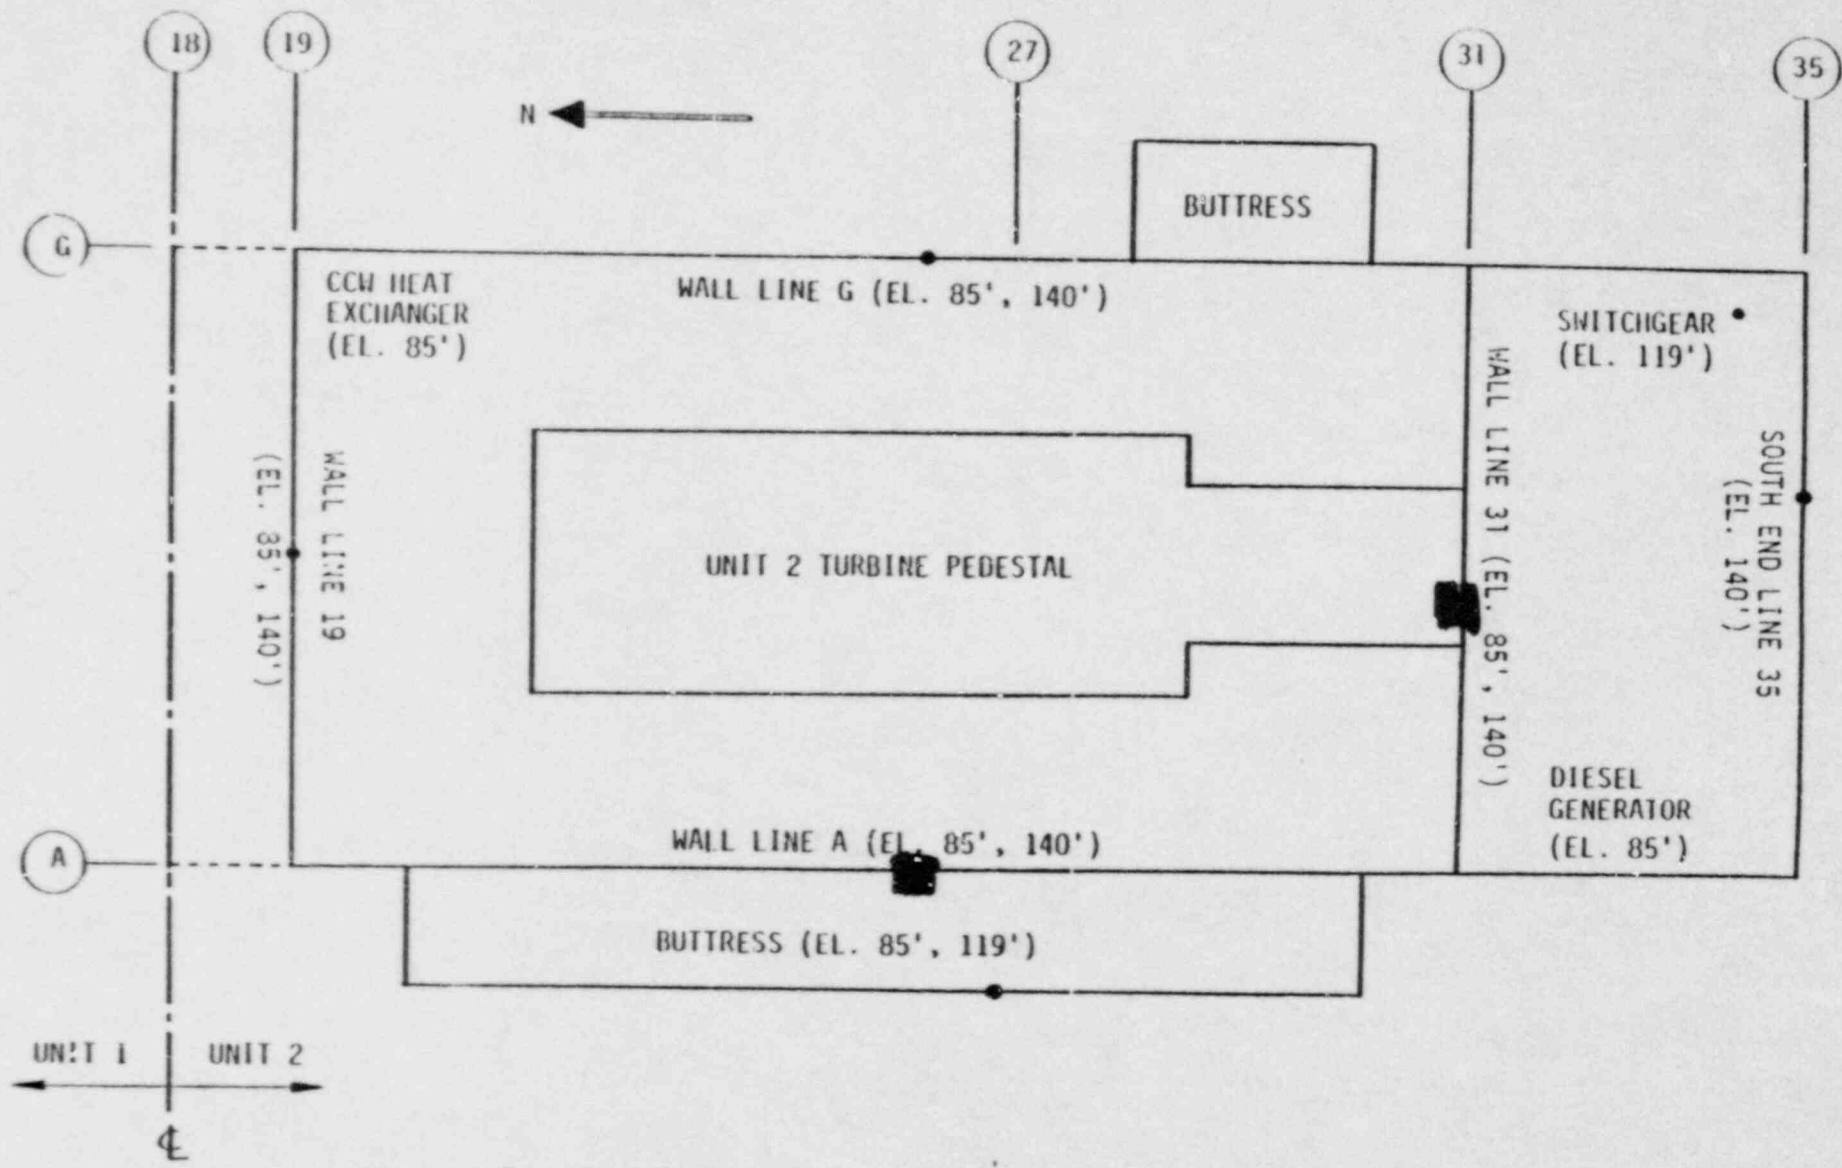 18
19
27
31
35
N
BUTTRESS
G
CCW HEAT
EXCHANGER
(EL. 85')
WALL LINE G (EL. 85', 140')
SWITCHGEAR
(EL. 119')
WALL LINE 19
(EL. 85', 140')
UNIT 2 TURBINE PEDESTAL
WALL LINE 31 (EL. 85', 140')
SOUTH END LINE 35
(EL. 140')
DIESEL
GENERATOR
(EL. 85')
WALL LINE A (EL. 85', 140')
A
BUTTRESS (EL. 85', 119')
UNIT 1
UNIT 2
℄